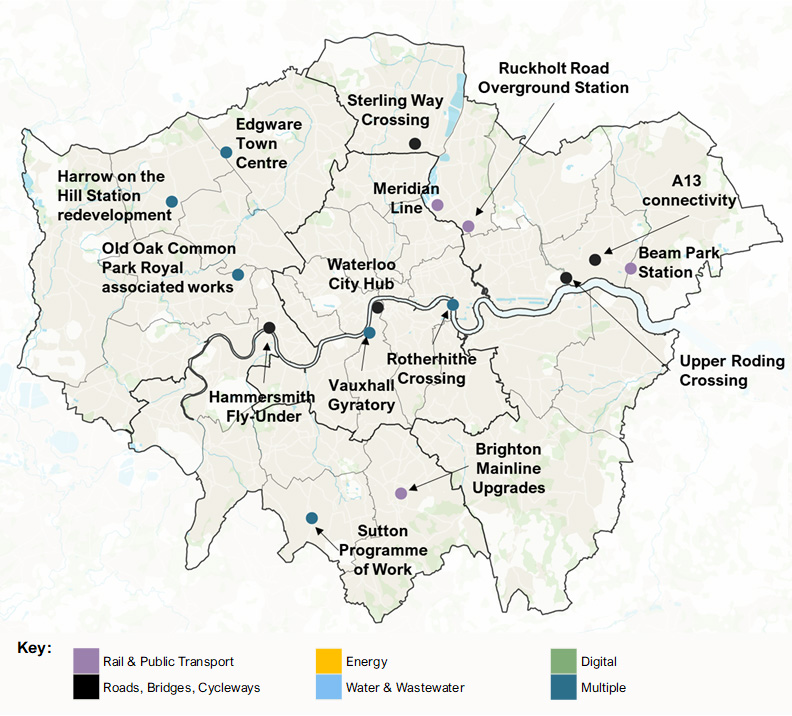 Ruckholt Road
Overground Station
Sterling Way
Crossing
Edgware
Town
Centre
Harrow on the
Hill Station
redevelopment
Meridian
Line
A13
connectivity
Old Oak Common
Park Royal
associated works
Waterloo
City Hub
Beam Park
Station
Rotherhithe
Crossing
Upper Roding
Crossing
Hammersmith
Fly-Under
Vauxhall
Gyratory
Brighton
Mainline
Upgrades
Sutton
Programme
of Work
Key:
Rail & Public Transport
Energy
Digital
Roads, Bridges, Cycleways
Water & Wastewater
Multiple